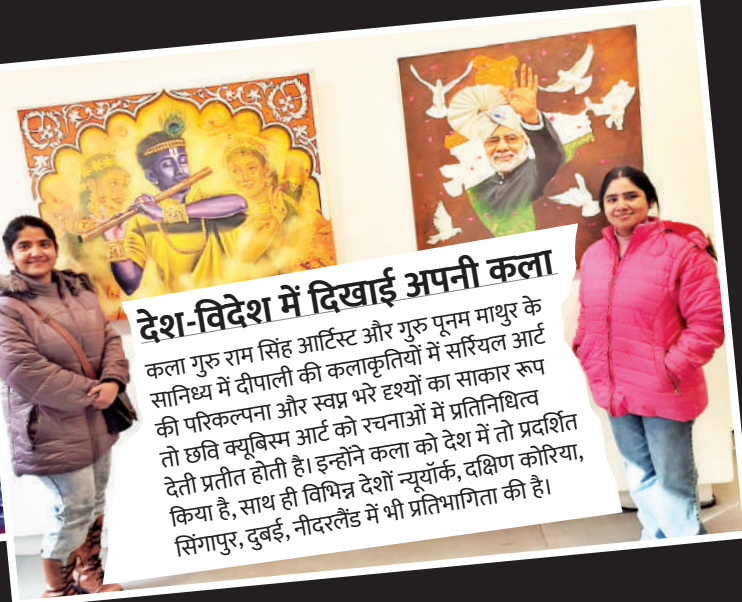 देश-विदेश में दिखाई अपनी कला
कला गुरु राम सिंह आर्टिस्ट और गुरु पूनम माथुर के
सानिध्य में दीपाली की कलाकृतियों में सर्रियल आर्ट
की परिकल्पना और स्वप्न भरे दृश्यों का साकार रूप
तो छवि क्यूबिस्म आर्ट को रचनाओं में प्रतिनिधित्व
देती प्रतीत होती है। इन्होंने कला को देश में तो प्रदर्शित
किया है, साथ ही विभिन्न देशों न्यूयॉर्क, दक्षिण कोरिया,
सिंगापुर, दुबई, नीदरलैंड में भी प्रतिभागिता की है।